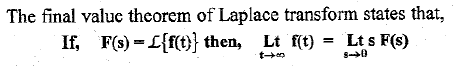 The final value theorem of Laplace transform states that,
If, F(s) = L{f(t)} then, Lt t→∞ f(t) = Lt s→0 s F(s)